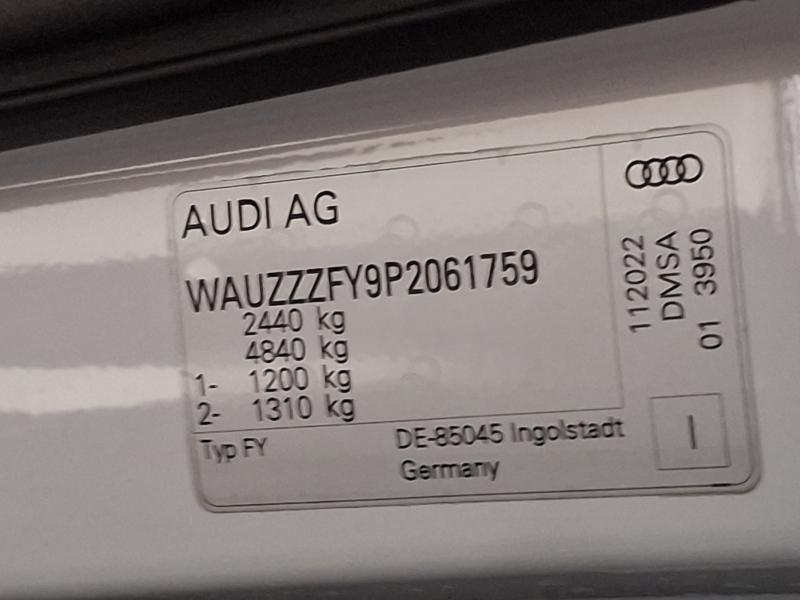 AUDI AG
WAUZZZFY9P2061759
2440 kg
4840 kg
1- 1200 kg
2- 1310 kg
Typ FY
DE-85045 Ingolstadt
Germany
112022
DMSA
01 3950
I